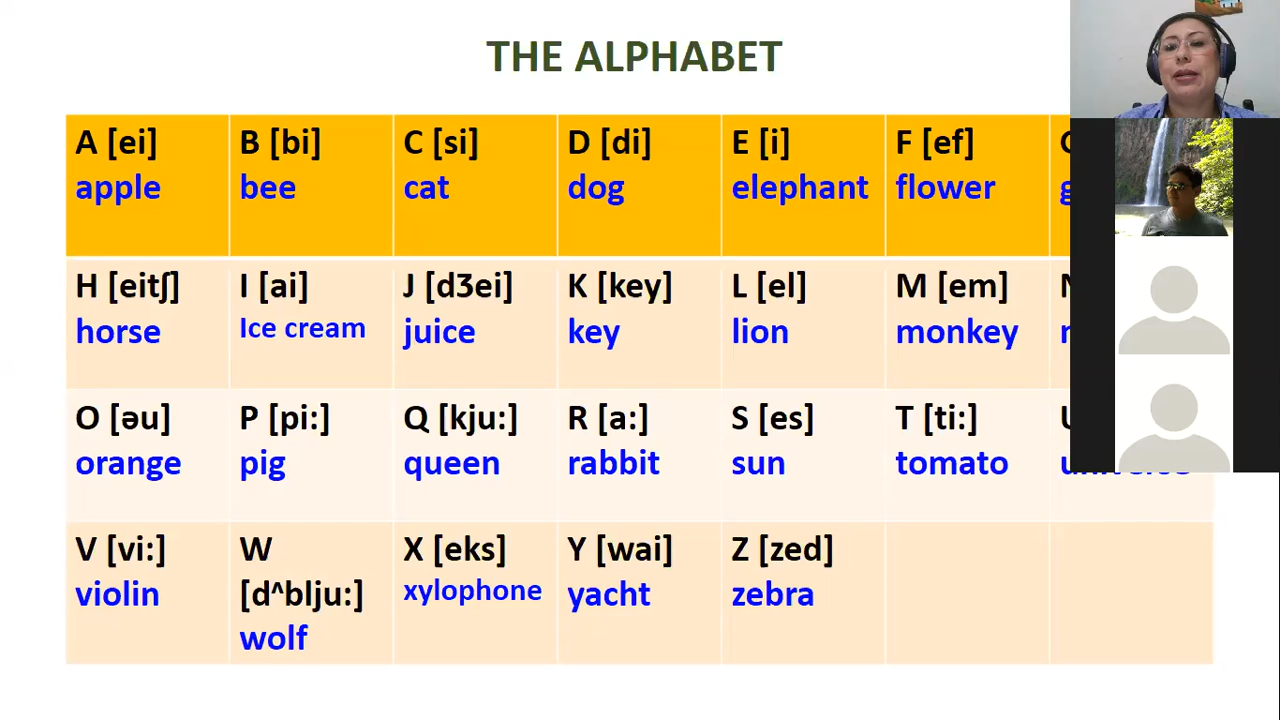 THE ALPHABET
A [ei]
apple
B [bi]
bee
C [si]
cat
D [di]
dog
E [i]
elephant
F [ef]
flower
H [eitʃ]
horse
I [ai]
Ice cream
J [dƷei]
juice
K [key]
key
L [el]
lion
M [em]
monkey
O [əu]
orange
P [pi:]
pig
Q [kju:]
queen
R [a:]
rabbit
S [es]
sun
T [ti:]
tomato
V [vi:]
violin
W
[d^blju:]
wolf
X [eks]
xylophone
Y [wai]
yacht
Z [zed]
zebra